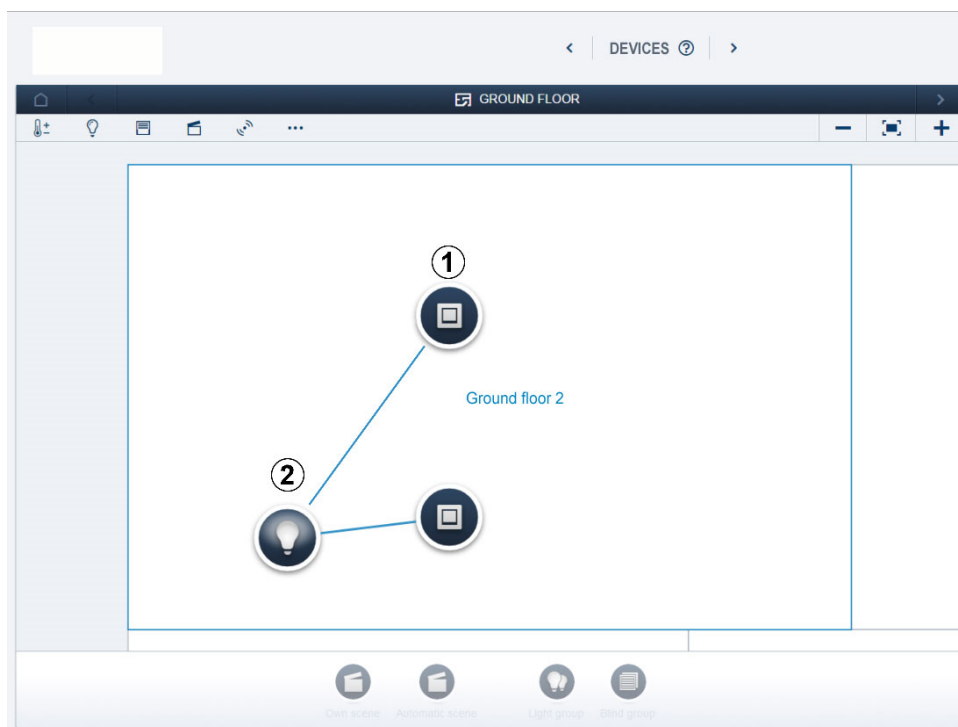 DEVICES ?
GROUND FLOOR
1
Ground floor 2
2
Own scene
Automatic scene
Light group
Blind group